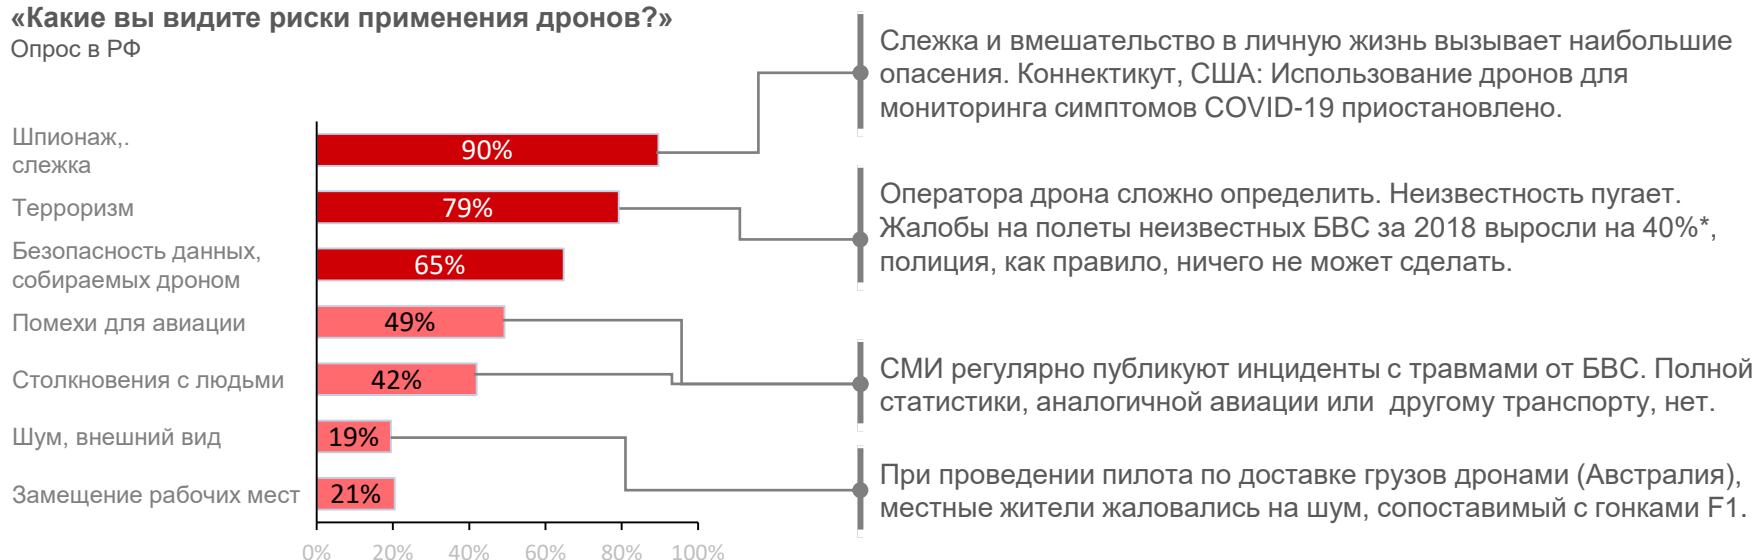 «Какие вы видите риски применения дронов?»
Опрос в РФ
Шпионаж,.
слежка
90%
Терроризм
79%
Безопасность данных,
собираемых дроном
65%
Помехи для авиации
49%
Столкновения с людьми
42%
Шум, внешний вид
19%
Замещение рабочих мест
21%
0% 20% 40% 60% 80% 100%
Слежка и вмешательство в личную жизнь вызывает наибольшие
опасения. Коннектикут, США: Использование дронов для
мониторинга симптомов COVID-19 приостановлено.
Оператора дрона сложно определить. Неизвестность пугает.
Жалобы на полеты неизвестных БВС за 2018 выросли на 40%*,
полиция, как правило, ничего не может сделать.
СМИ регулярно публикуют инциденты с травмами от БВС. Полной
статистики, аналогичной авиации или другому транспорту, нет.
При проведении пилота по доставке грузов дронами (Австралия),
местные жители жаловались на шум, сопоставимый с гонками F1.